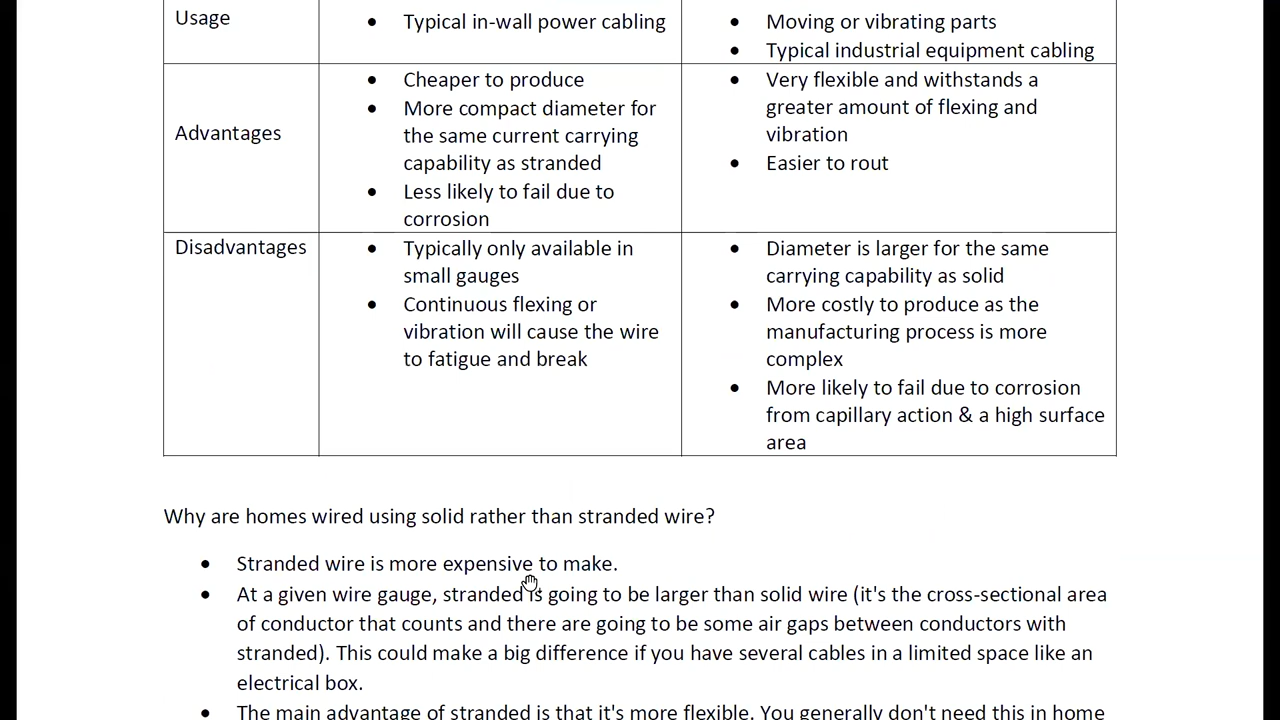 Usage
• Typical in-wall power cabling
• Moving or vibrating parts
• Typical industrial equipment cabling
Advantages
• Cheaper to produce
• More compact diameter for
the same current carrying
capability as stranded
• Less likely to fail due to
corrosion
• Very flexible and withstands a
greater amount of flexing and
vibration
• Easier to rout
Disadvantages
• Typically only available in
small gauges
• Continuous flexing or
vibration will cause the wire
to fatigue and break
• Diameter is larger for the same
carrying capability as solid
• More costly to produce as the
manufacturing process is more
complex
• More likely to fail due to corrosion
from capillary action & a high surface
area
Why are homes wired using solid rather than stranded wire?
• Stranded wire is more expensive to make.
• At a given wire gauge, stranded is going to be larger than solid wire (it's the cross-sectional area
of conductor that counts and there are going to be some air gaps between conductors with
stranded). This could make a big difference if you have several cables in a limited space like an
electrical box.
• The main advantage of stranded is that it's more flexible. You generally don't need this in home